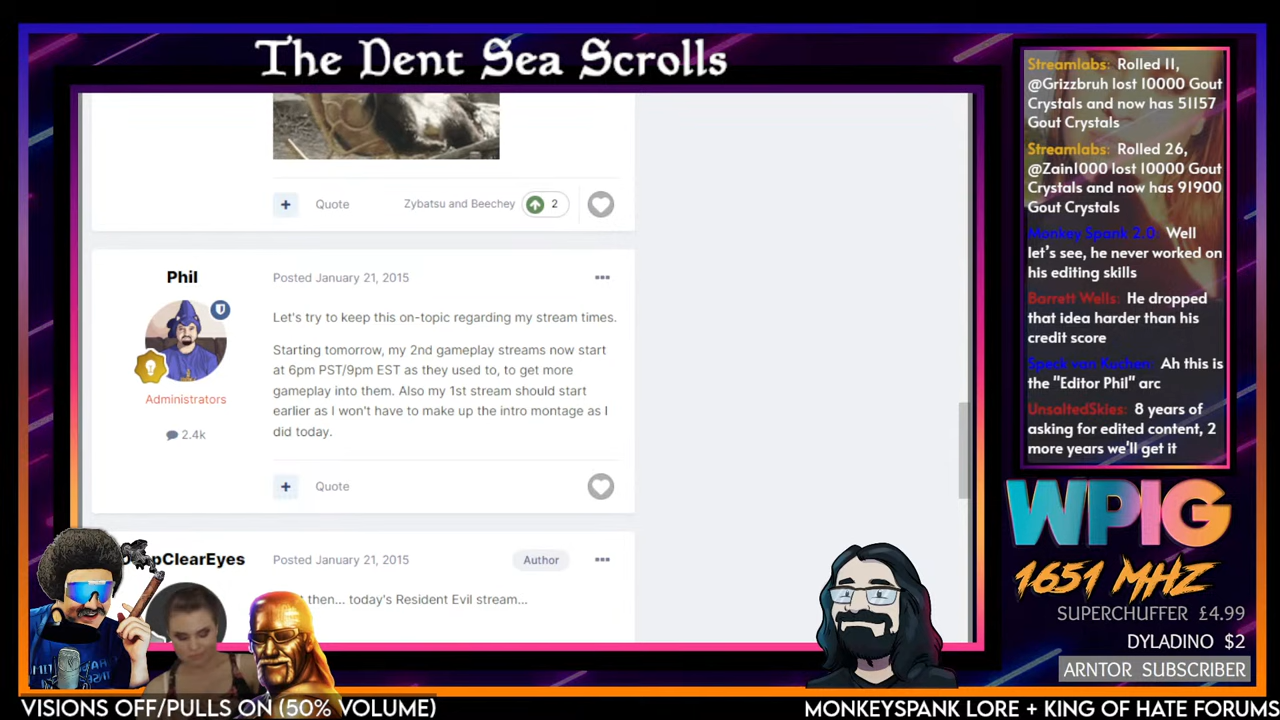 The Dent Sea Scrolls
+ Quote Zybatsu and Beechey 2
Phil
Posted January 21, 2015
Let's try to keep this on-topic regarding my stream times.
Starting tomorrow, my 2nd gameplay streams now start
at 6pm PST/9pm EST as they used to, to get more
gameplay into them. Also my 1st stream should start
earlier as I won't have to make up the intro montage as I
did today.
Administrators
2.4k
+ Quote
pClearEyes
Posted January 21, 2015
Author
then... today's Resident Evil stream...
Streamlabs: Rolled 11,
@Grizzbruh lost 10000 Gout
Crystals and now has 51157
Gout Crystals
Streamlabs: Rolled 26,
@Zain1000 lost 10000 Gout
Crystals and now has 91900
Gout Crystals
Monkey Spank 2.0: Well
let's see, he never worked on
his editing skills
Barrett Wells: He dropped
that idea harder than his
credit score
Speck van Kuchen: Ah this is
the "Editor Phil" arc
UnsaltedSkies: 8 years of
asking for edited content, 2
more years we'll get it
WPIG
1651 MHZ
SUPERCHUFFER £4.99
DYLADINO $2
ARNTOR SUBSCRIBER
VISIONS OFF/PULLS ON (50% VOLUME)
MONKEYSPANK LORE + KING OF HATE FORUMS